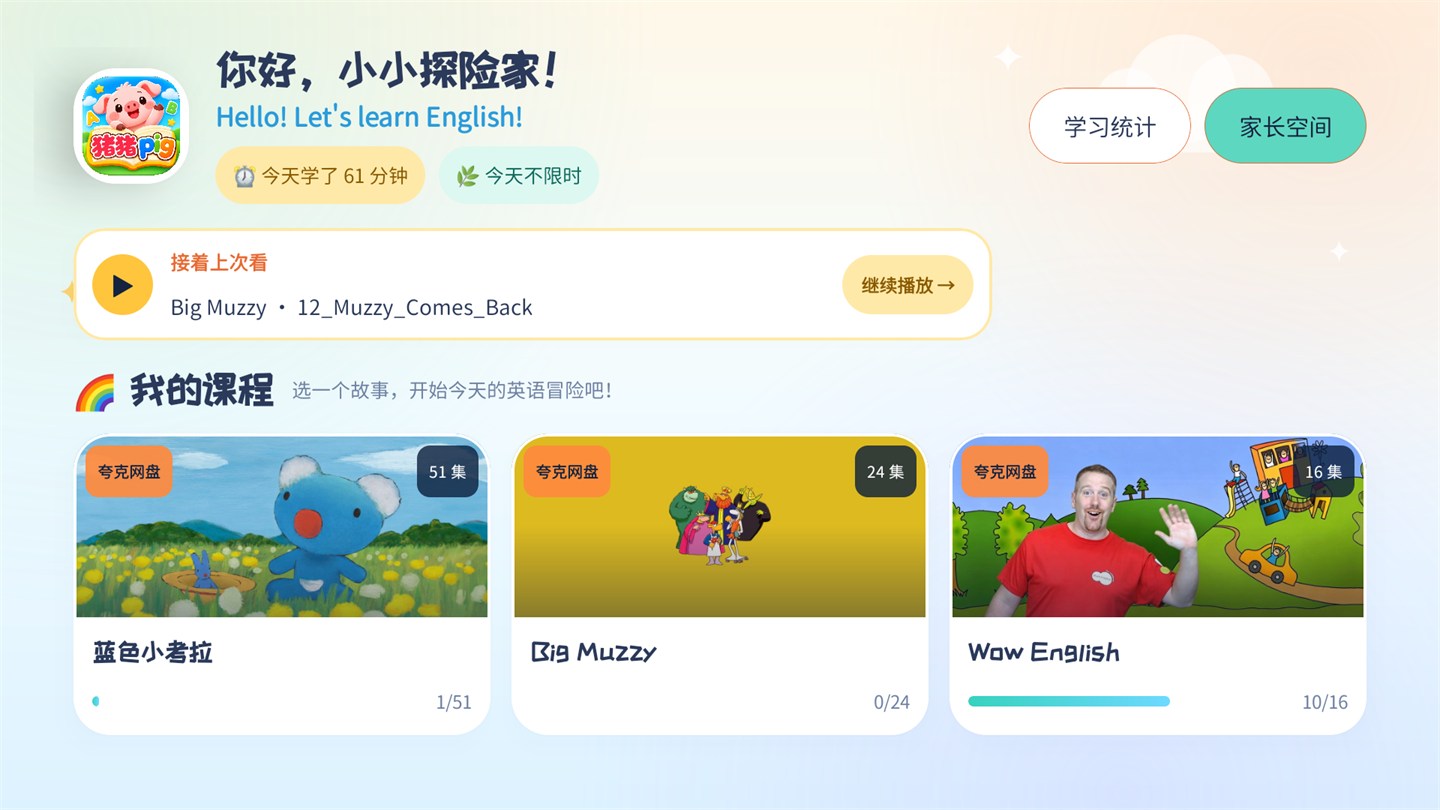 你好，小小探险家！
Hello! Let's learn English!
猪猪pig
A
B
今天学了 61 分钟
今天不限时
学习统计
家长空间
接着上次看
Big Muzzy · 12_Muzzy_Comes_Back
继续播放 →
我的课程
选一个故事，开始今天的英语冒险吧！
夸克网盘
51 集
夸克网盘
24 集
夸克网盘
16 集
蓝色小考拉
Big Muzzy
Wow English
1/51
0/24
10/16